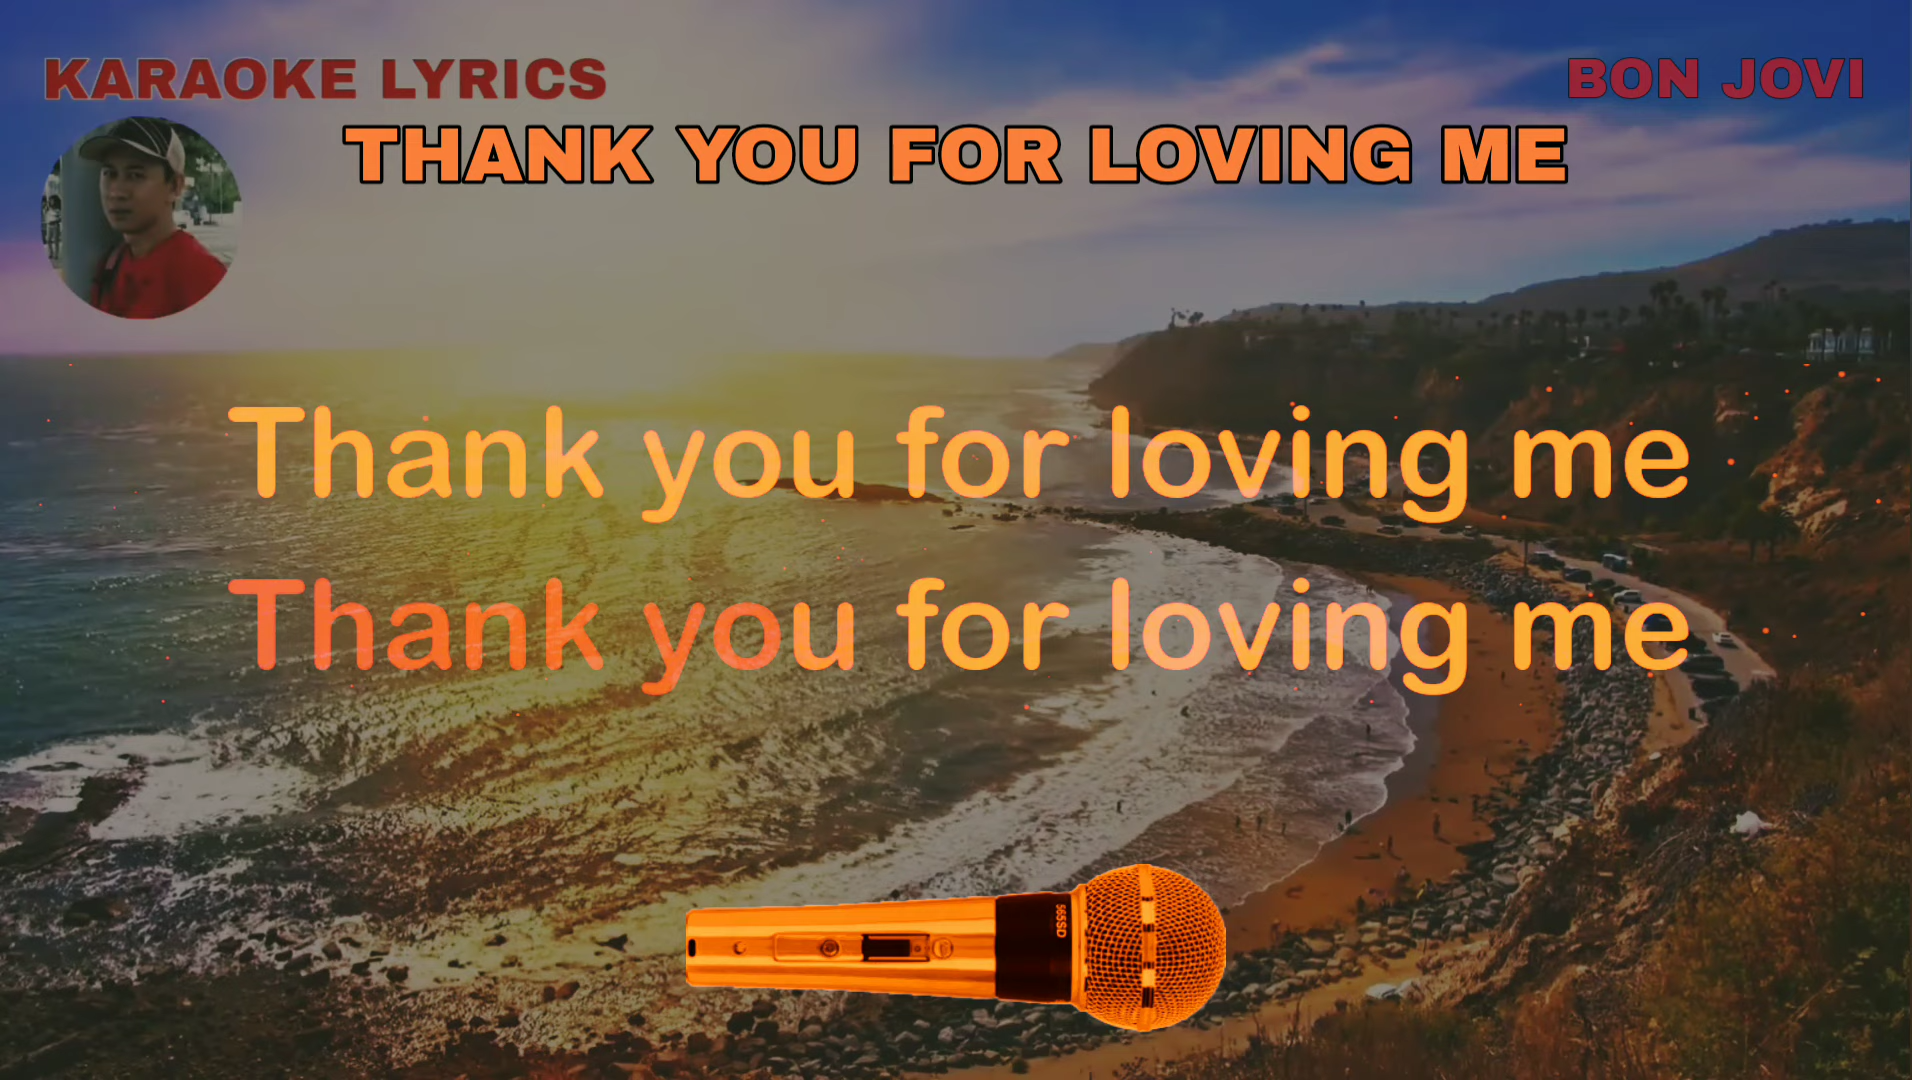 KARAOKE LYRICS
BON JOVI
THANK YOU FOR LOVING ME
Thank you for loving me
Thank you for loving me
565SD